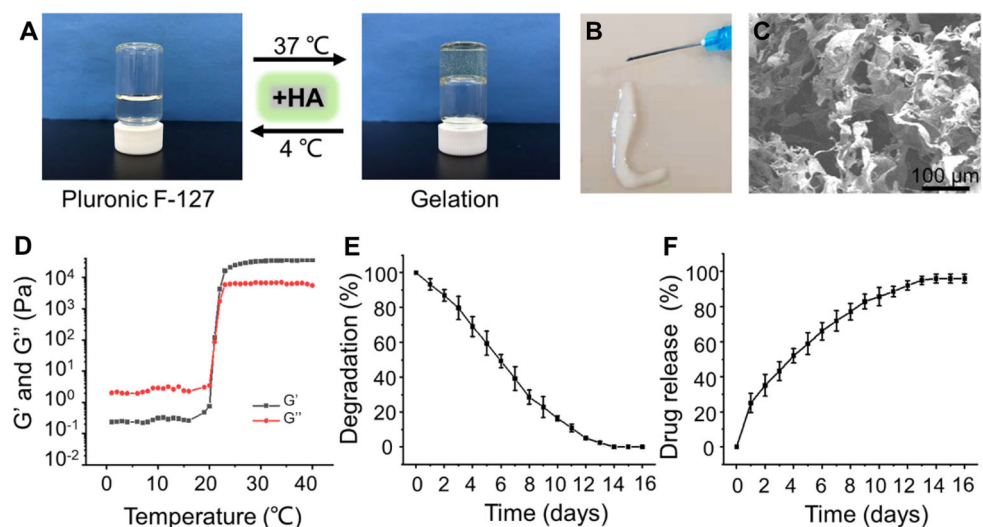 A
37 ℃
+HA
4 ℃
Pluronic F-127
Gelation
B
C
100 μm
D
G' and G'' (Pa)
10⁴
10³
10²
10¹
10⁰
10⁻¹
10⁻²
G'
G''
0
10
20
30
40
Temperature (℃)
E
Degradation (%)
100
80
60
40
20
0
0 2 4 6 8 10 12 14 16
Time (days)
F
Drug release (%)
100
80
60
40
20
0
0 2 4 6 8 10 12 14 16
Time (days)